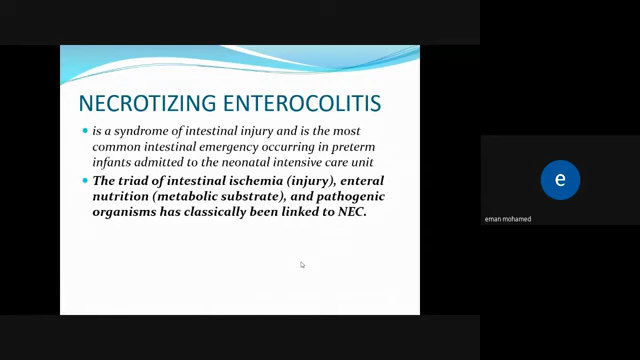 NECROTIZING ENTEROCOLITIS
is a syndrome of intestinal injury and is the most
common intestinal emergency occurring in preterm
infants admitted to the neonatal intensive care unit
The triad of intestinal ischemia (injury), enteral
nutrition (metabolic substrate), and pathogenic
organisms has classically been linked to NEC.
e
eman mohamed